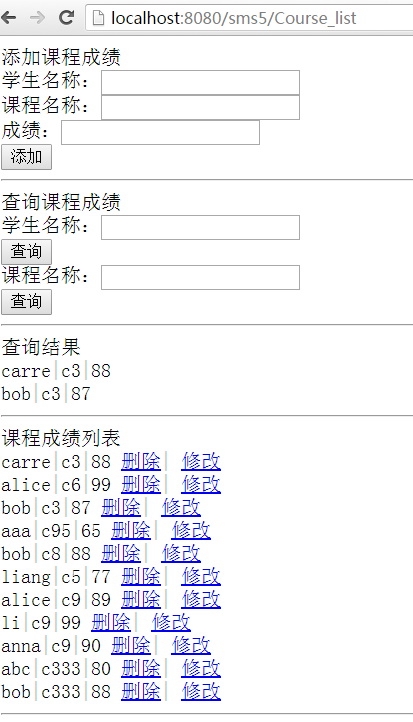 localhost:8080/sms5/Course_list
添加课程成绩
学生名称:
课程名称:
成绩:
添加
查询课程成绩
学生名称:
查询
课程名称:
查询
查询结果
carre|c3|88
bob|c3|87
课程成绩列表
carre|c3|88 删除| 修改
alice|c6|99 删除| 修改
bob|c3|87 删除| 修改
aaa|c95|65 删除| 修改
bob|c8|88 删除| 修改
liang|c5|77 删除| 修改
alice|c9|89 删除| 修改
li|c9|99 删除| 修改
anna|c9|90 删除| 修改
abc|c333|80 删除| 修改
bob|c333|88 删除| 修改